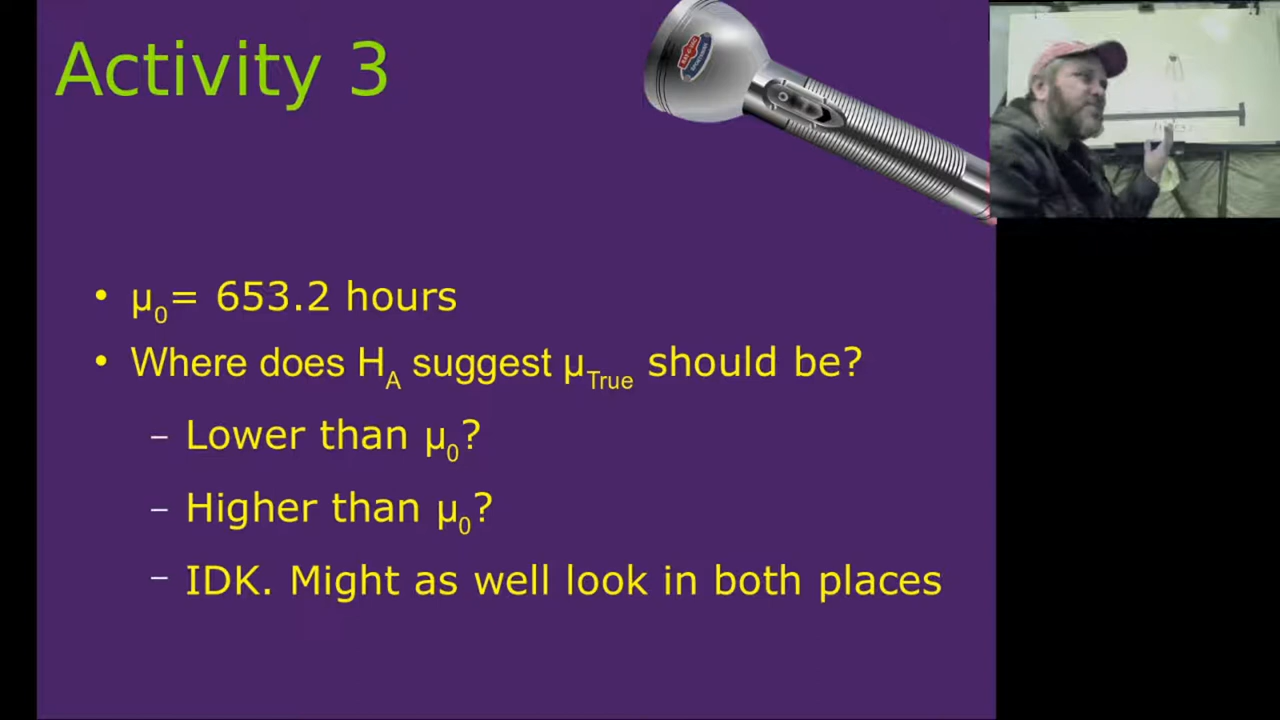 Activity 3
• µ0= 653.2 hours
• Where does HA suggest µTrue should be?
– Lower than µ0?
– Higher than µ0?
– IDK. Might as well look in both places